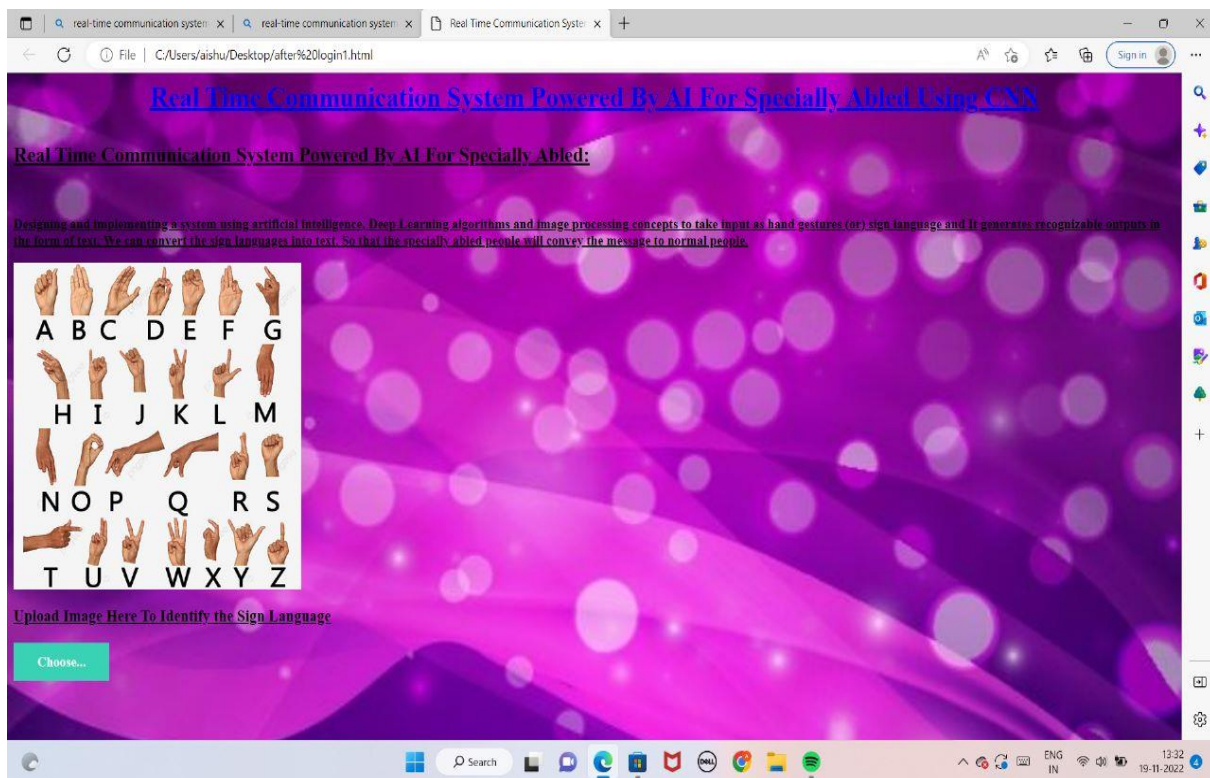 real-time communication system
real-time communication system
Real Time Communication Syster
File
C:/Users/aishu/Desktop/after%20login1.html
Sign in
Real Time Communication System Powered By AI For Specially Abled Using CNN
Real Time Communication System Powered By AI For Specially Abled:
Designing and implementing a system using artificial intelligence, Deep Learning algorithms and image processing concepts to take input as hand gestures (or) sign language and It generates recognizable outputs in
the form of text. We can convert the sign languages into text. So that the specially abled people will convey the message to normal people.
A B C D E F G
H I J K L M
N O P Q R S
T U V W X Y Z
Upload Image Here To Identify the Sign Language
Choose...
Search
DELL
ENG
IN
13:32
19-11-2022
4